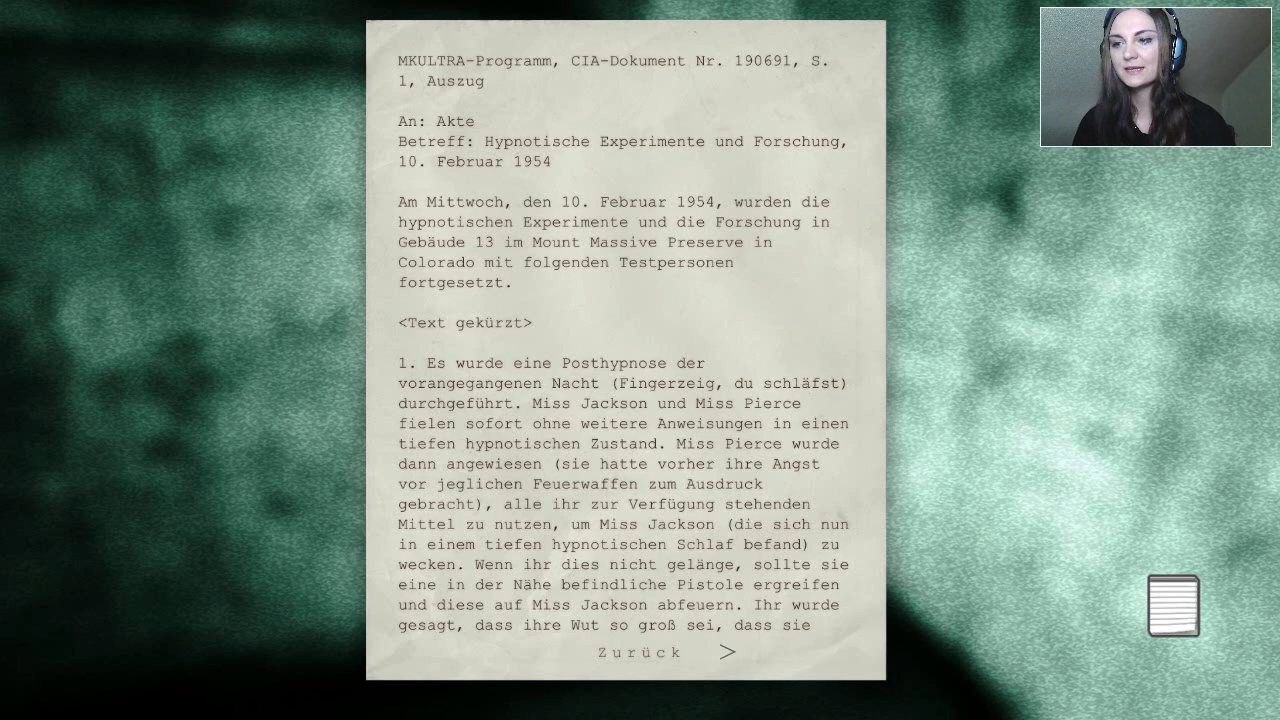 MKULTRA-Programm, CIA-Dokument Nr. 190691, S.
1, Auszug
An: Akte
Betreff: Hypnotische Experimente und Forschung,
10. Februar 1954
Am Mittwoch, den 10. Februar 1954, wurden die
hypnotischen Experimente und die Forschung in
Gebäude 13 im Mount Massive Preserve in
Colorado mit folgenden Testpersonen
fortgesetzt.
<Text gekürzt>
1. Es wurde eine Posthypnose der
vorangegangenen Nacht (Fingerzeig, du schläfst)
durchgeführt. Miss Jackson und Miss Pierce
fielen sofort ohne weitere Anweisungen in einen
tiefen hypnotischen Zustand. Miss Pierce wurde
dann angewiesen (sie hatte vorher ihre Angst
vor jeglichen Feuerwaffen zum Ausdruck
gebracht), alle ihr zur Verfügung stehenden
Mittel zu nutzen, um Miss Jackson (die sich nun
in einem tiefen hypnotischen Schlaf befand) zu
wecken. Wenn ihr dies nicht gelänge, sollte sie
eine in der Nähe befindliche Pistole ergreifen
und diese auf Miss Jackson abfeuern. Ihr wurde
gesagt, dass ihre Wut so groß sei, dass sie
Zurück >